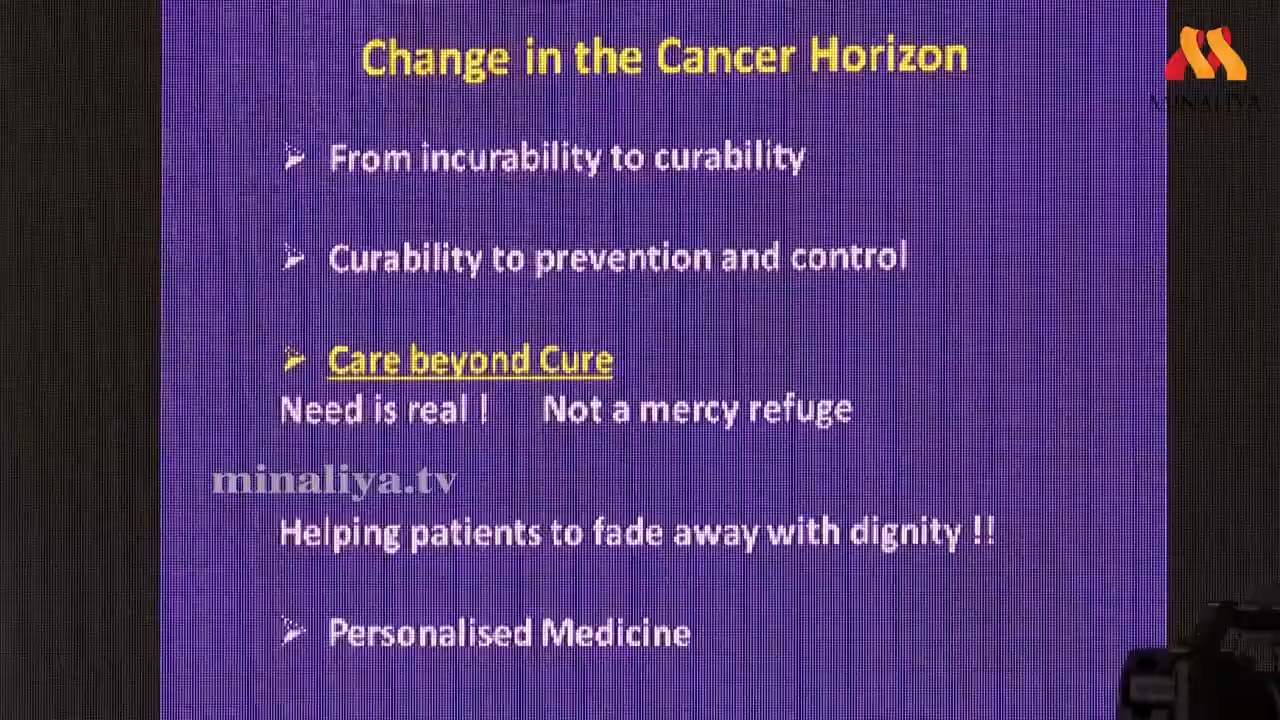 Change in the Cancer Horizon
MINALIYA
From incurability to curability
Curability to prevention and control
Care beyond Cure
Need is real ! Not a mercy refuge
minaliya.tv
Helping patients to fade away with dignity !!
Personalised Medicine